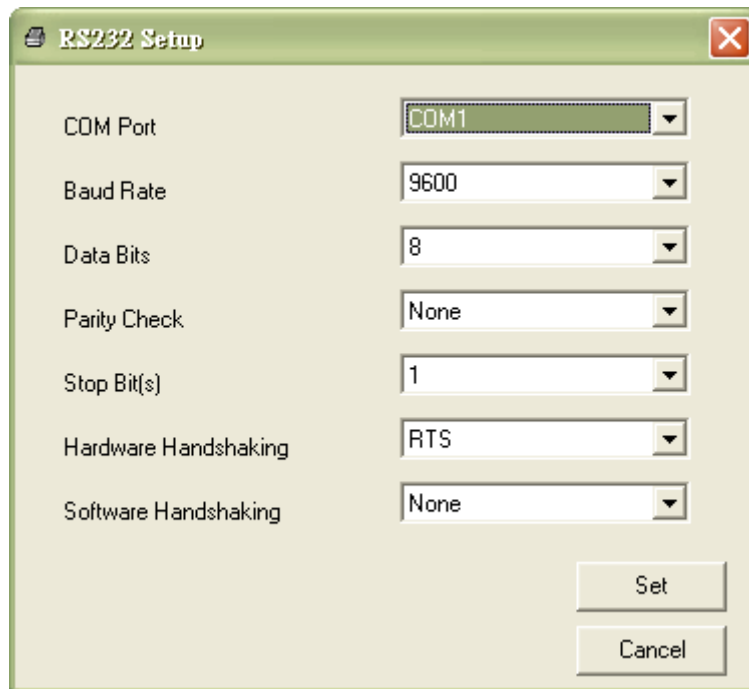 RS232 Setup
COM Port COM1
Baud Rate 9600
Data Bits 8
Parity Check None
Stop Bit(s) 1
Hardware Handshaking RTS
Software Handshaking None
Set
Cancel